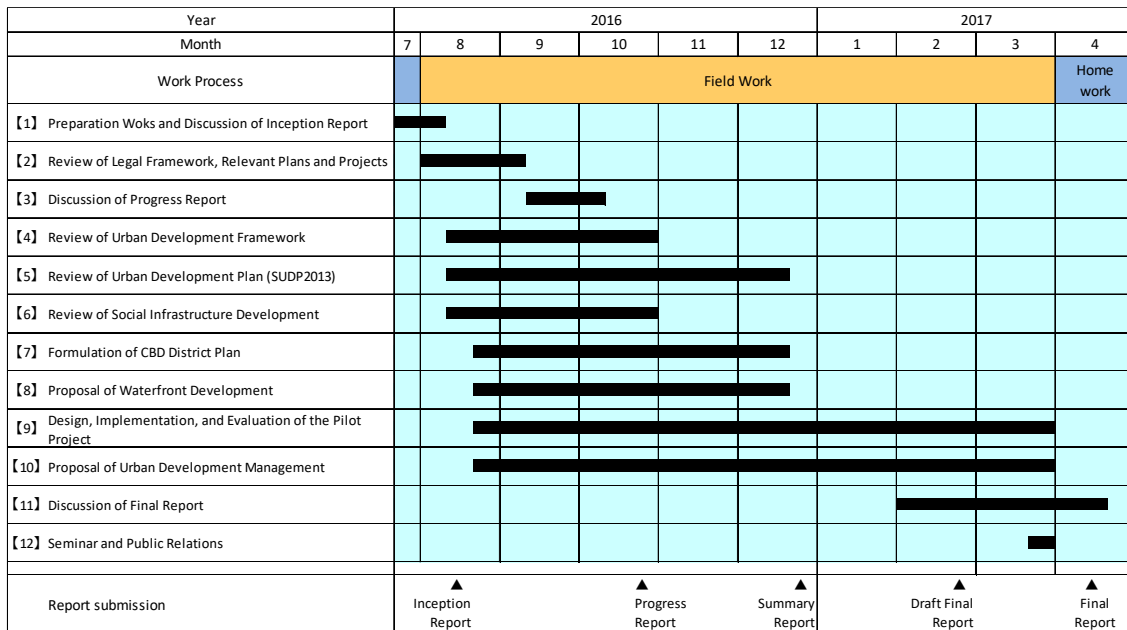 Year 2016 2017
Month 7 8 9 10 11 12 1 2 3 4
Work Process Field Work Home
work
【1】 Preparation Woks and Discussion of Inception Report
【2】 Review of Legal Framework, Relevant Plans and Projects
【3】 Discussion of Progress Report
【4】 Review of Urban Development Framework
【5】 Review of Urban Development Plan (SUDP2013)
【6】 Review of Social Infrastructure Development
【7】 Formulation of CBD District Plan
【8】 Proposal of Waterfront Development
【9】 Design, Implementation, and Evaluation of the Pilot
Project
【10】 Proposal of Urban Development Management
【11】 Discussion of Final Report
【12】 Seminar and Public Relations
Report submission
▲ ▲ ▲ ▲ ▲
Inception Progress Summary Draft Final Final
Report Report Report Report Report